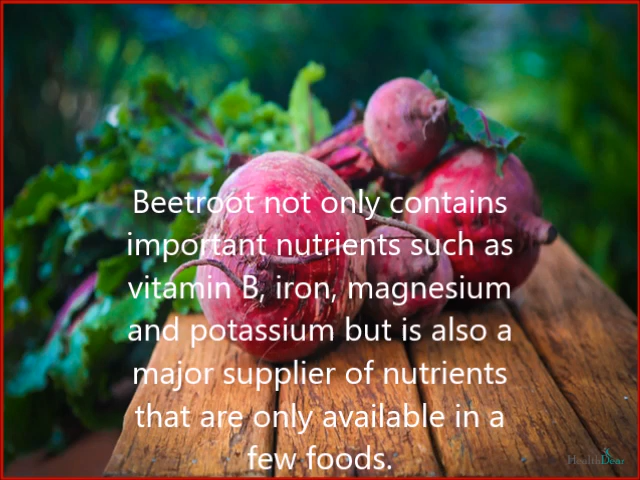 Beetroot not only contains
important nutrients such as
vitamin B, iron, magnesium
and potassium but is also a
major supplier of nutrients
that are only available in a
few foods.
HealthDear